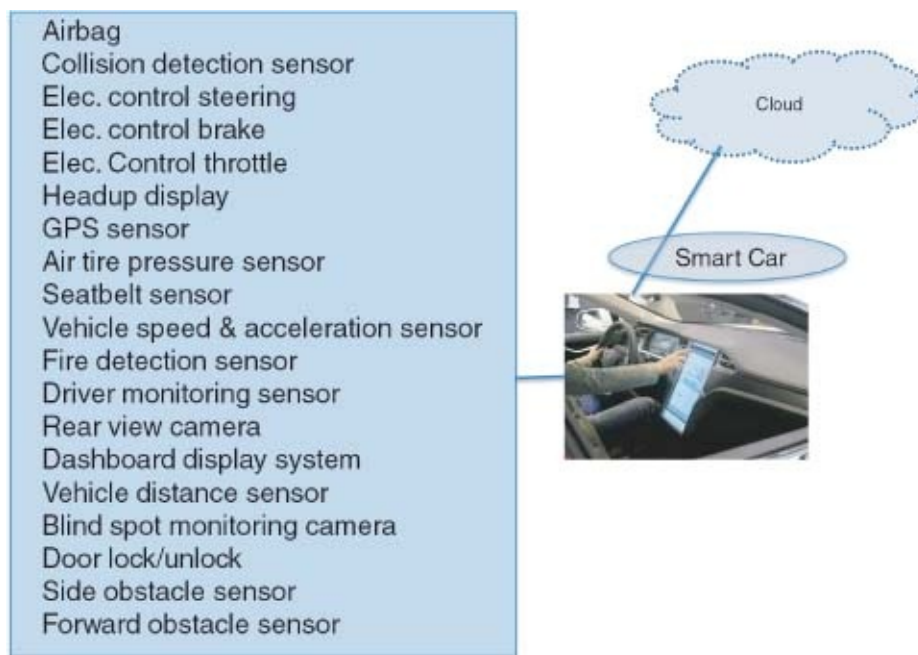 Airbag
Collision detection sensor
Elec. control steering
Elec. control brake
Elec. Control throttle
Headup display
GPS sensor
Air tire pressure sensor
Seatbelt sensor
Vehicle speed & acceleration sensor
Fire detection sensor
Driver monitoring sensor
Rear view camera
Dashboard display system
Vehicle distance sensor
Blind spot monitoring camera
Door lock/unlock
Side obstacle sensor
Forward obstacle sensor
Cloud
Smart Car